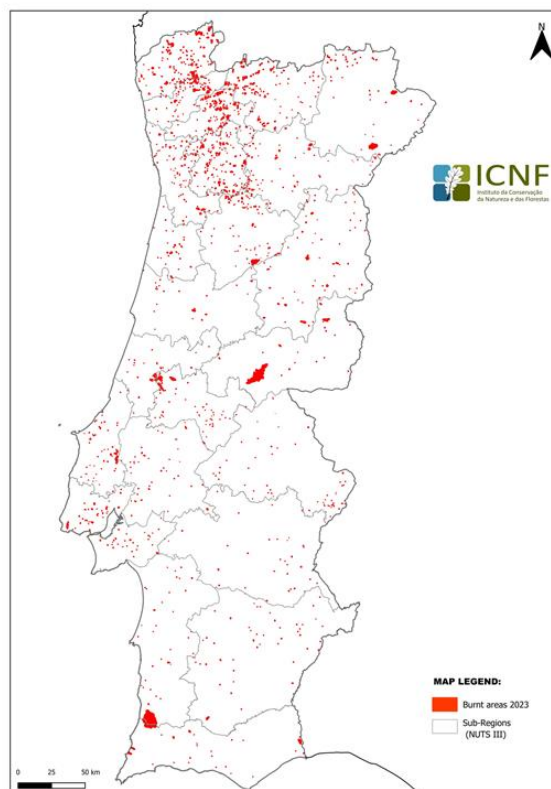 N
ICNF
Instituto da Conservação
da Natureza e das Florestas
MAP LEGEND:
Burnt areas 2023
Sub-Regions
(NUTS III)
0 25 50 km